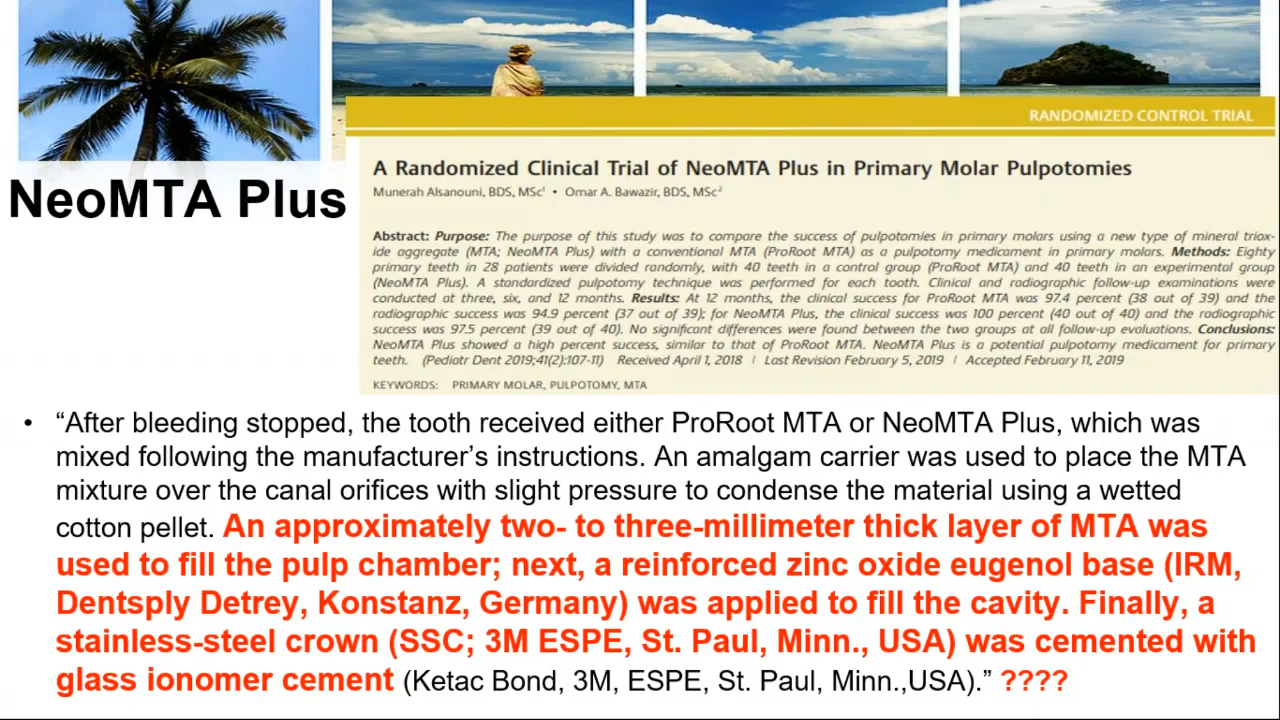 RANDOMIZED CONTROL TRIAL
A Randomized Clinical Trial of NeoMTA Plus in Primary Molar Pulpotomies
Munerah Alsanouni, BDS, MSc¹ • Omar A. Bawazir, BDS, MSc²
NeoMTA Plus
Abstract: Purpose: The purpose of this study was to compare the success of pulpotomies in primary molars using a new type of mineral triox-
ide aggregate (MTA; NeoMTA Plus) with a conventional MTA (ProRoot MTA) as a pulpotomy medicament in primary molars. Methods: Eighty
primary teeth in 28 patients were divided randomly, with 40 teeth in a control group (ProRoot MTA) and 40 teeth in an experimental group
(NeoMTA Plus). A standardized pulpotomy technique was performed for each tooth. Clinical and radiographic follow-up examinations were
conducted at three, six, and 12 months. Results: At 12 months, the clinical success for ProRoot MTA was 97.4 percent (38 out of 39) and the
radiographic success was 94.9 percent (37 out of 39); for NeoMTA Plus, the clinical success was 100 percent (40 out of 40) and the radiographic
success was 97.5 percent (39 out of 40). No significant differences were found between the two groups at all follow-up evaluations. Conclusions:
NeoMTA Plus showed a high percent success, similar to that of ProRoot MTA. NeoMTA Plus is a potential pulpotomy medicament for primary
teeth. (Pediatr Dent 2019;41(2):107-11) Received April 1, 2018 | Last Revision February 5, 2019 | Accepted February 11, 2019
KEYWORDS: PRIMARY MOLAR, PULPOTOMY, MTA
• “After bleeding stopped, the tooth received either ProRoot MTA or NeoMTA Plus, which was
mixed following the manufacturer’s instructions. An amalgam carrier was used to place the MTA
mixture over the canal orifices with slight pressure to condense the material using a wetted
cotton pellet. An approximately two- to three-millimeter thick layer of MTA was
used to fill the pulp chamber; next, a reinforced zinc oxide eugenol base (IRM,
Dentsply Detrey, Konstanz, Germany) was applied to fill the cavity. Finally, a
stainless-steel crown (SSC; 3M ESPE, St. Paul, Minn., USA) was cemented with
glass ionomer cement (Ketac Bond, 3M, ESPE, St. Paul, Minn.,USA).” ????